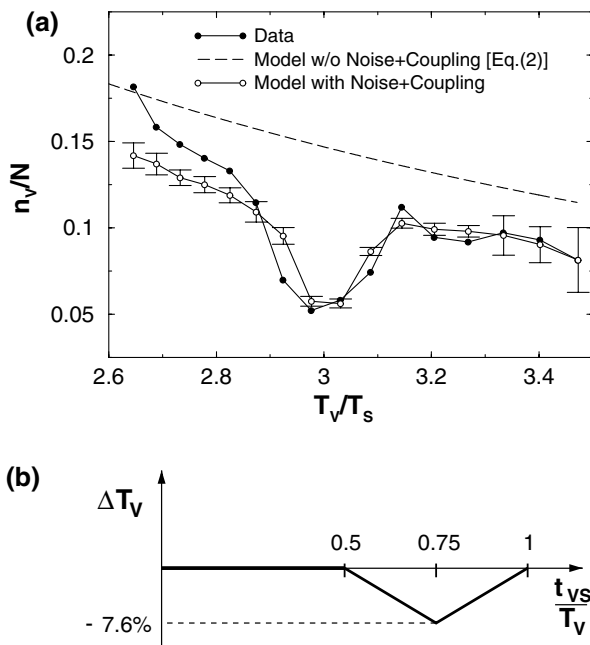 (a)
Data
Model w/o Noise+Coupling [Eq.(2)]
Model with Noise+Coupling
0.2
0.15
0.1
0.05
n_V/N
2.6 2.8 3 3.2 3.4
T_V/T_S
(b)
ΔT_V
0.5 0.75 1
t_VS
T_V
- 7.6%